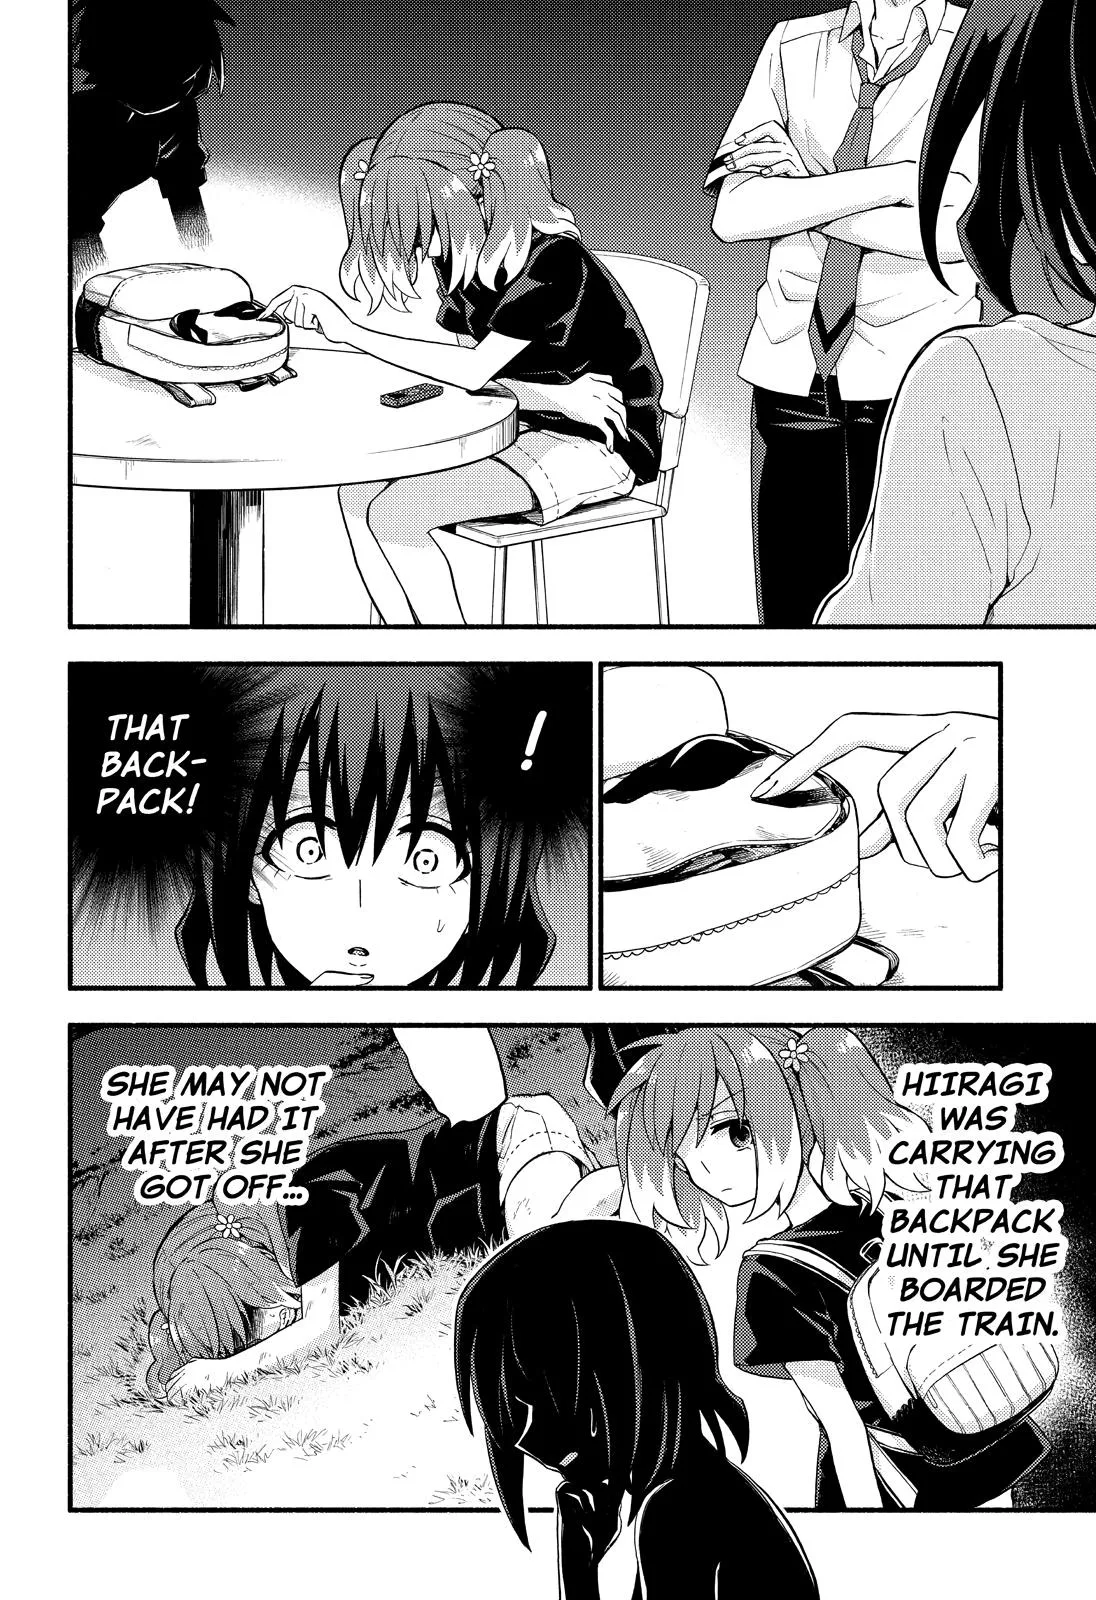 !
THAT
BACK-
PACK!
HIIRAGI
WAS
CARRYING
THAT
BACKPACK
UNTIL SHE
BOARDED
THE TRAIN.
SHE MAY NOT
HAVE HAD IT
AFTER SHE
GOT OFF...